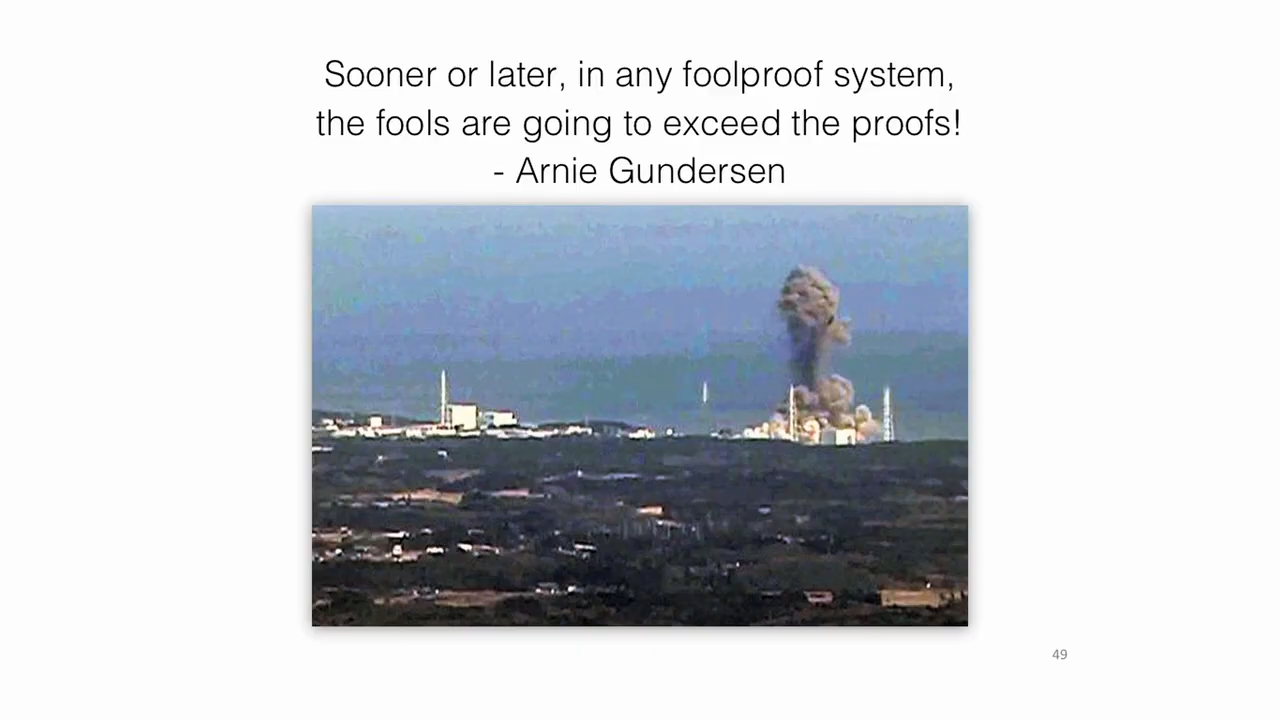 Sooner or later, in any foolproof system,
the fools are going to exceed the proofs!
- Arnie Gundersen
49